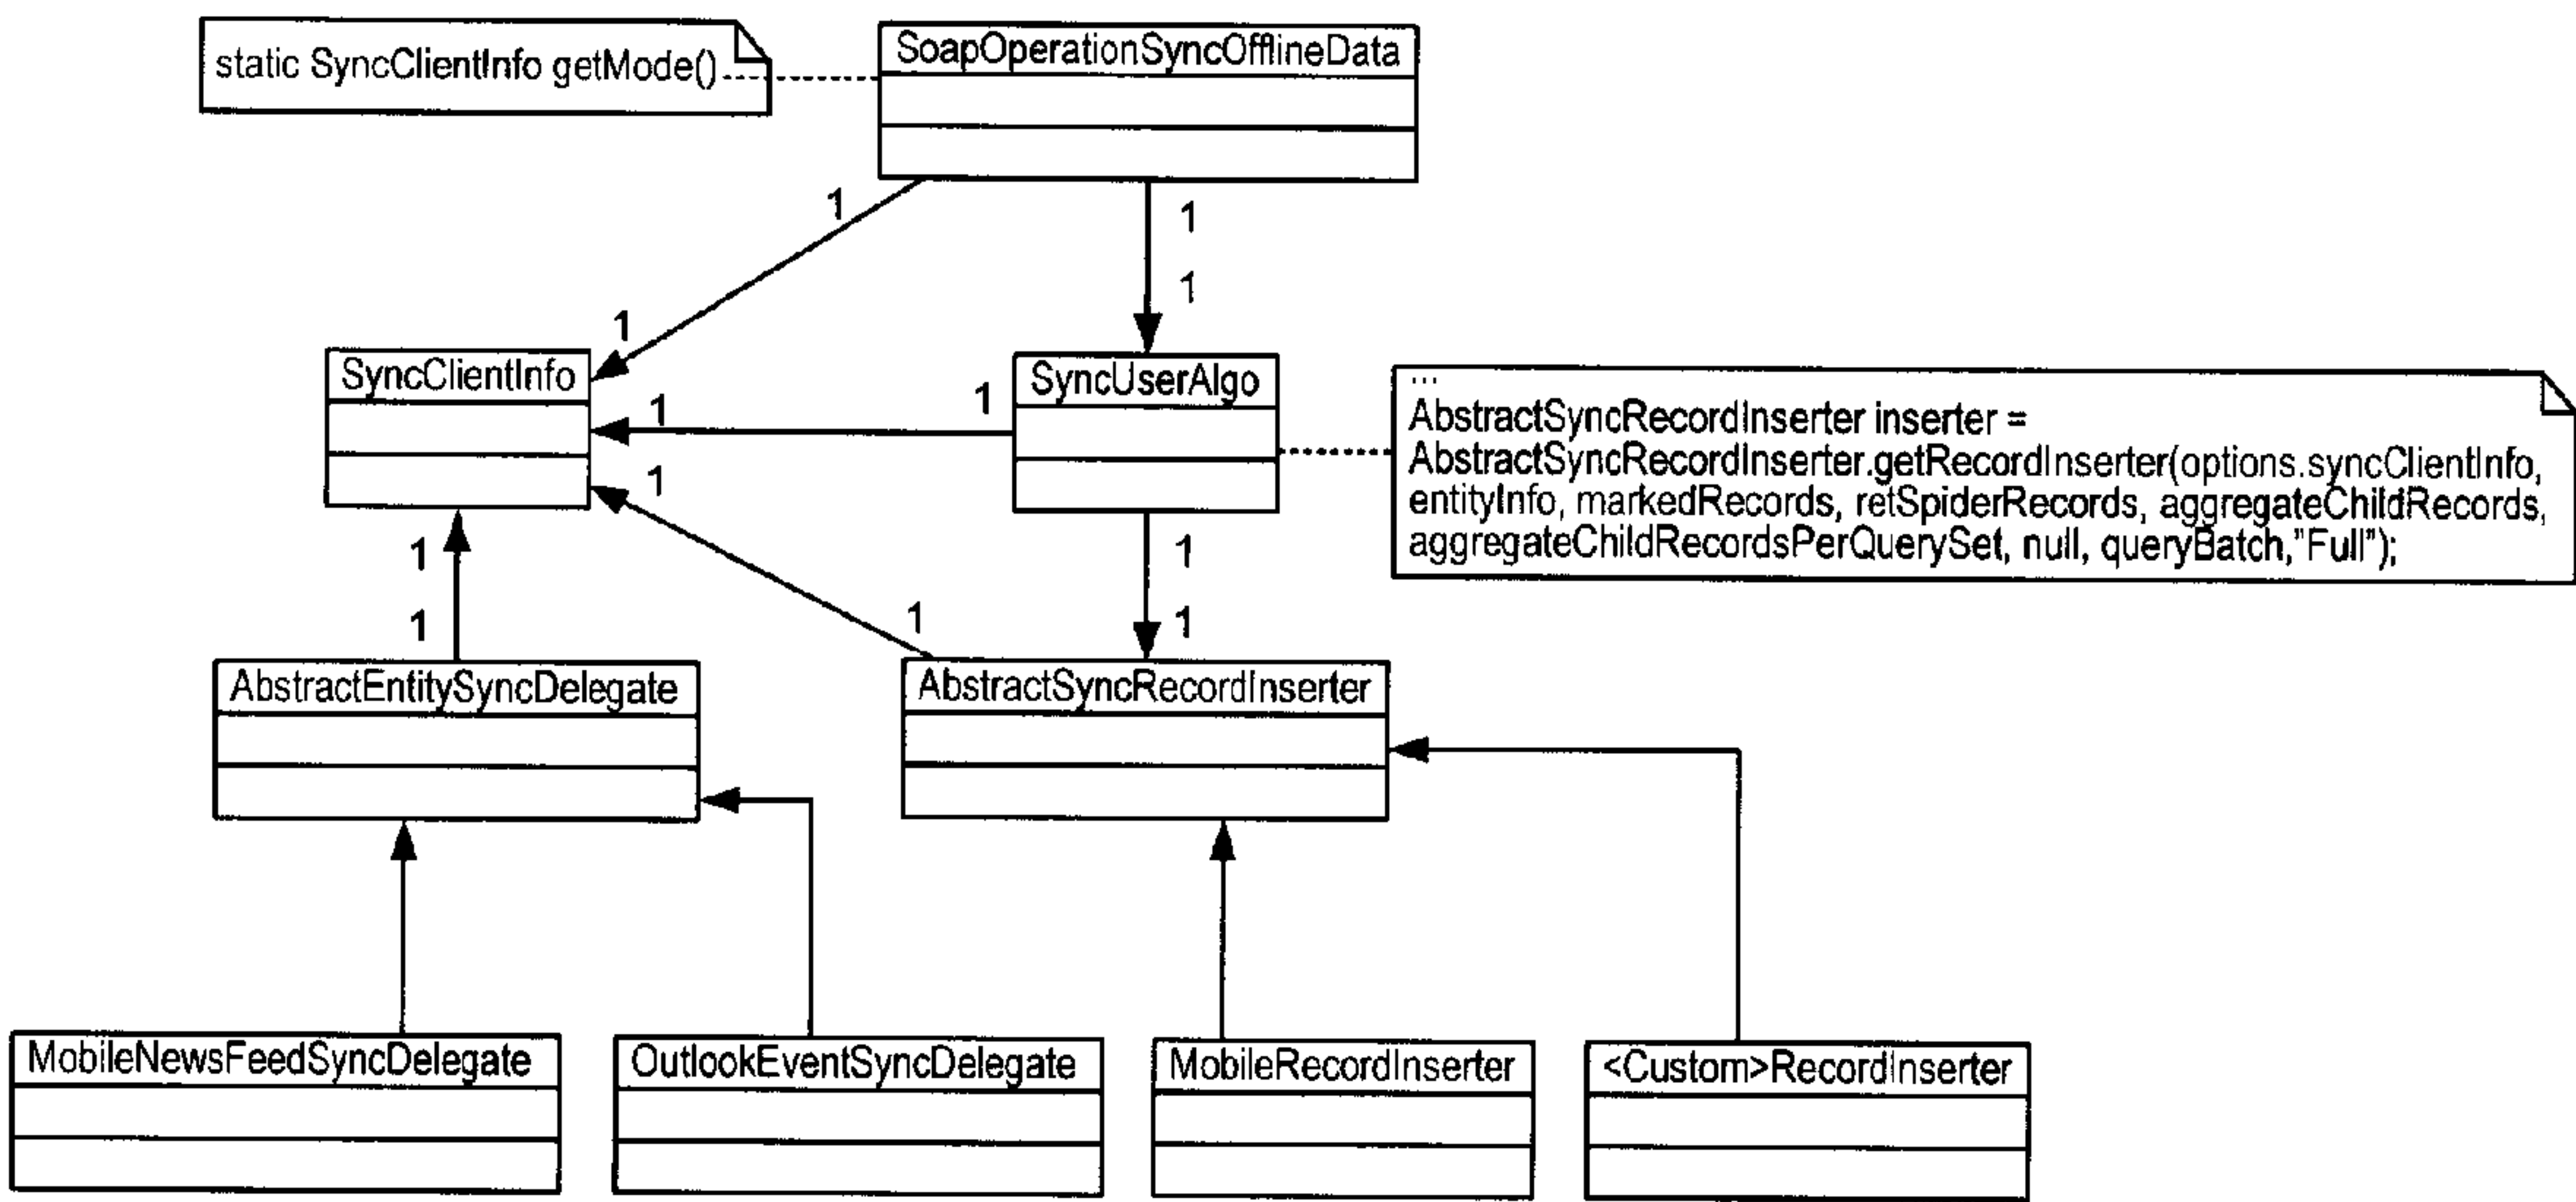 static SyncClientInfo getMode()
SoapOperationSyncOfflineData
1
1
1
1
SyncClientInfo
SyncUserAlgo
1
1
...
AbstractSyncRecordInserter inserter =
AbstractSyncRecordInserter.getRecordInserter(options.syncClientInfo,
entityInfo, markedRecords, retSpiderRecords, aggregateChildRecords,
aggregateChildRecordsPerQuerySet, null, queryBatch,"Full");
1
1
1
1
1
1
AbstractEntitySyncDelegate
AbstractSyncRecordInserter
MobileNewsFeedSyncDelegate
OutlookEventSyncDelegate
MobileRecordInserter
<Custom>RecordInserter